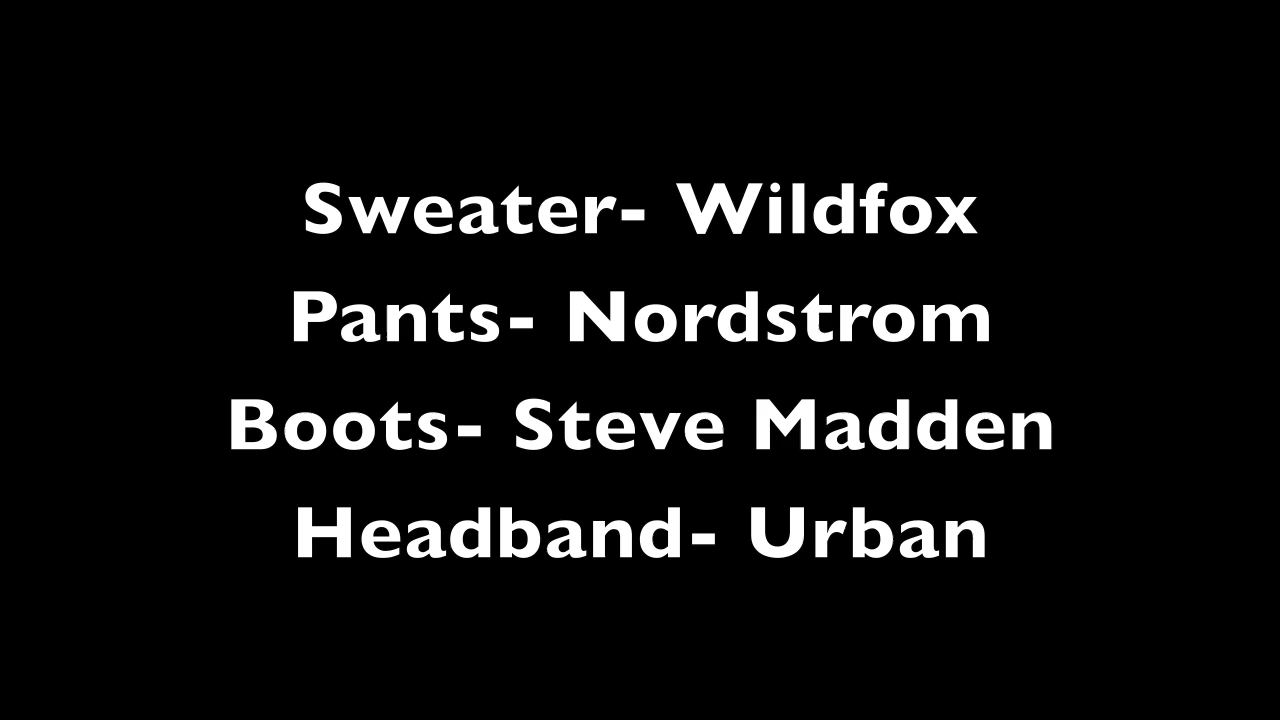 Sweater- Wildfox
Pants- Nordstrom
Boots- Steve Madden
Headband- Urban